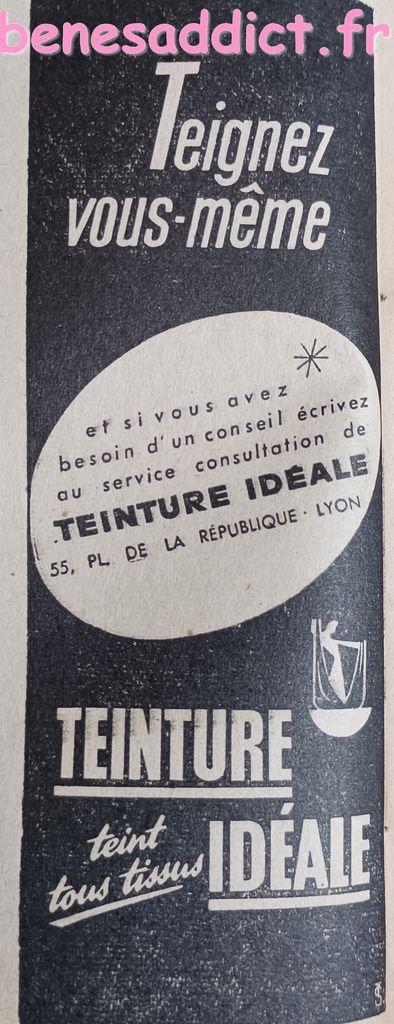 benesaddict.fr
Teignez
vous-même
et si vous avez
besoin d'un conseil écrivez
au service consultation de
TEINTURE IDÉALE
55, PL. DE LA RÉPUBLIQUE · LYON
TEINTURE
teint
tous tissus
IDÉALE